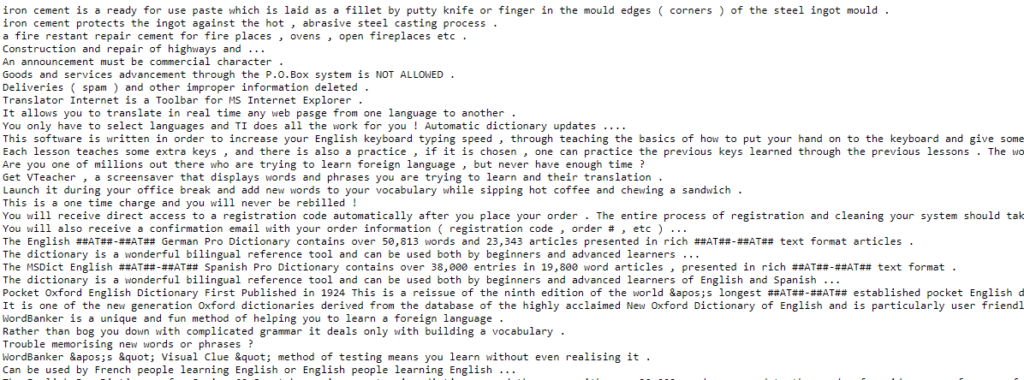 iron cement is a ready for use paste which is laid as a fillet by putty knife or finger in the mould edges ( corners ) of the steel ingot mould .
iron cement protects the ingot against the hot , abrasive steel casting process .
a fire restant repair cement for fire places , ovens , open fireplaces etc .
Construction and repair of highways and ...
An announcement must be commercial character .
Goods and services advancement through the P.O.Box system is NOT ALLOWED .
Deliveries ( spam ) and other improper information deleted .
Translator Internet is a Toolbar for MS Internet Explorer .
It allows you to translate in real time any web pasge from one language to another .
You only have to select languages and TI does all the work for you ! Automatic dictionary updates ....
This software is written in order to increase your English keyboard typing speed , through teaching the basics of how to put your hand on to the keyboard and give some
Each lesson teaches some extra keys , and there is also a practice , if it is chosen , one can practice the previous keys learned through the previous lessons . The wo
Are you one of millions out there who are trying to learn foreign language , but never have enough time ?
Get VTeacher , a screensaver that displays words and phrases you are trying to learn and their translation .
Launch it during your office break and add new words to your vocabulary while sipping hot coffee and chewing a sandwich .
This is a one time charge and you will never be rebilled !
You will receive direct access to a registration code automatically after you place your order . The entire process of registration and cleaning your system should tak
You will also receive a confirmation email with your order information ( registration code , order # , etc ) ...
The English ##AT##-##AT## German Pro Dictionary contains over 50,813 words and 23,343 articles presented in rich ##AT##-##AT## text format articles .
The dictionary is a wonderful bilingual reference tool and can be used both by beginners and advanced learners ...
The MSDict English ##AT##-##AT## Spanish Pro Dictionary contains over 38,000 entries in 19,800 word articles , presented in rich ##AT##-##AT## text format .
The dictionary is a wonderful bilingual reference tool and can be used both by beginners and advanced learners of English and Spanish ...
Pocket Oxford English Dictionary First Published in 1924 This is a reissue of the ninth edition of the world &apos;s longest ##AT##-##AT## established pocket English d
It is one of the new generation Oxford dictionaries derived from the database of the highly acclaimed New Oxford Dictionary of English and is particularly user friendl
WordBanker is a unique and fun method of helping you to learn a foreign language .
Rather than bog you down with complicated grammar it deals only with building a vocabulary .
Trouble memorising new words or phrases ?
WordBanker &apos;s &quot; Visual Clue &quot; method of testing means you learn without even realising it .
Can be used by French people learning English or English people learning English ...